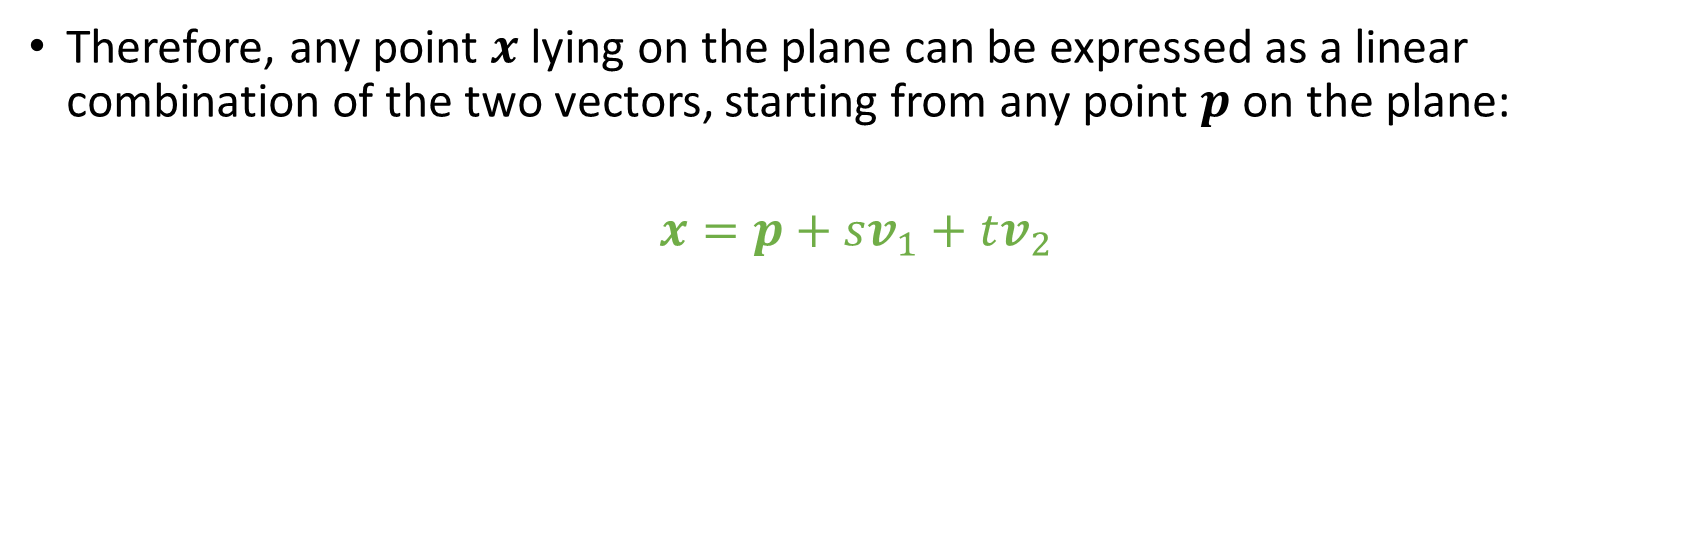 • Therefore, any point 𝒙 lying on the plane can be expressed as a linear
combination of the two vectors, starting from any point 𝒑 on the plane:
𝒙 = 𝒑 + 𝑠𝒗₁ + 𝑡𝒗₂